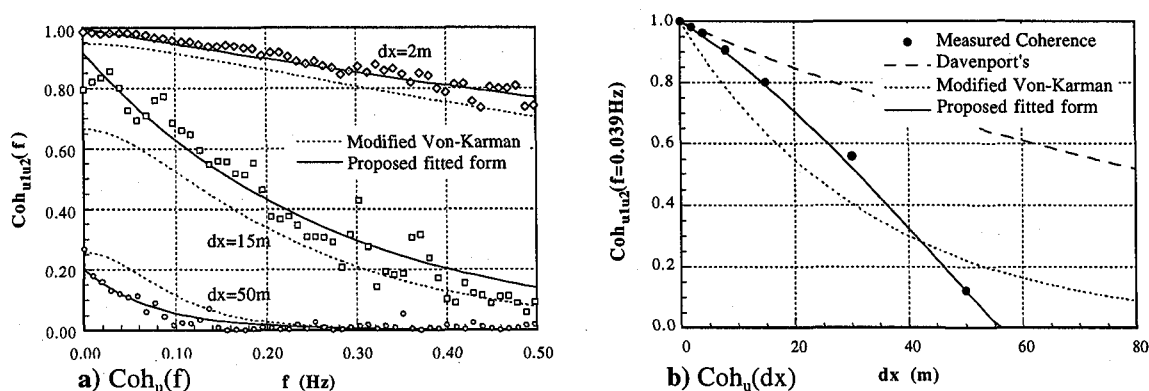 1.00
0.80
0.60
0.40
0.20
0.00
Coh_u1u2(f)
dx=2m
Modified Von-Karman
Proposed fitted form
dx=15m
dx=50m
0.00 0.10 0.20 0.30 0.40 0.50
a) Coh_u(f) f (Hz)
1.0
0.8
0.6
0.4
0.2
0.0
Coh_u1u2(f=0.039Hz)
Measured Coherence
Davenport's
Modified Von-Karman
Proposed fitted form
0 20 40 60 80
b) Coh_u(dx) dx (m)